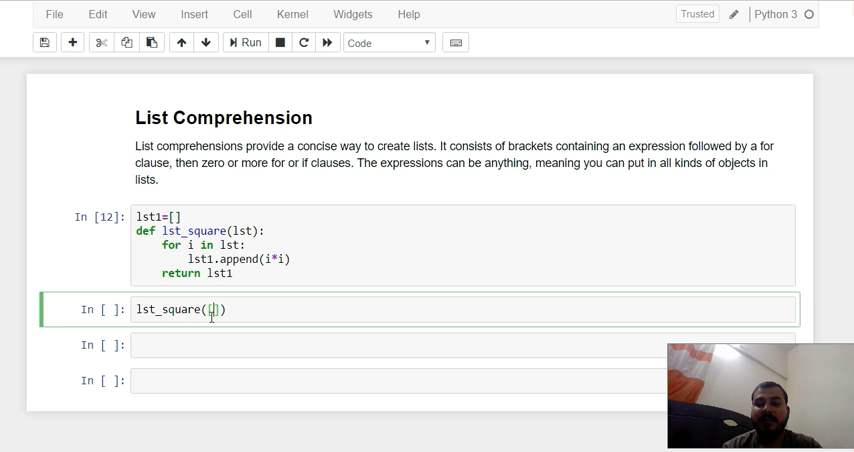 File Edit View Insert Cell Kernel Widgets Help Trusted Python 3
Run Code
List Comprehension
List comprehensions provide a concise way to create lists. It consists of brackets containing an expression followed by a for
clause, then zero or more for or if clauses. The expressions can be anything, meaning you can put in all kinds of objects in
lists.
In [12]: lst1=[]
def lst_square(lst):
    for i in lst:
        lst1.append(i*i)
    return lst1
In [ ]: lst_square([])
In [ ]:
In [ ]: